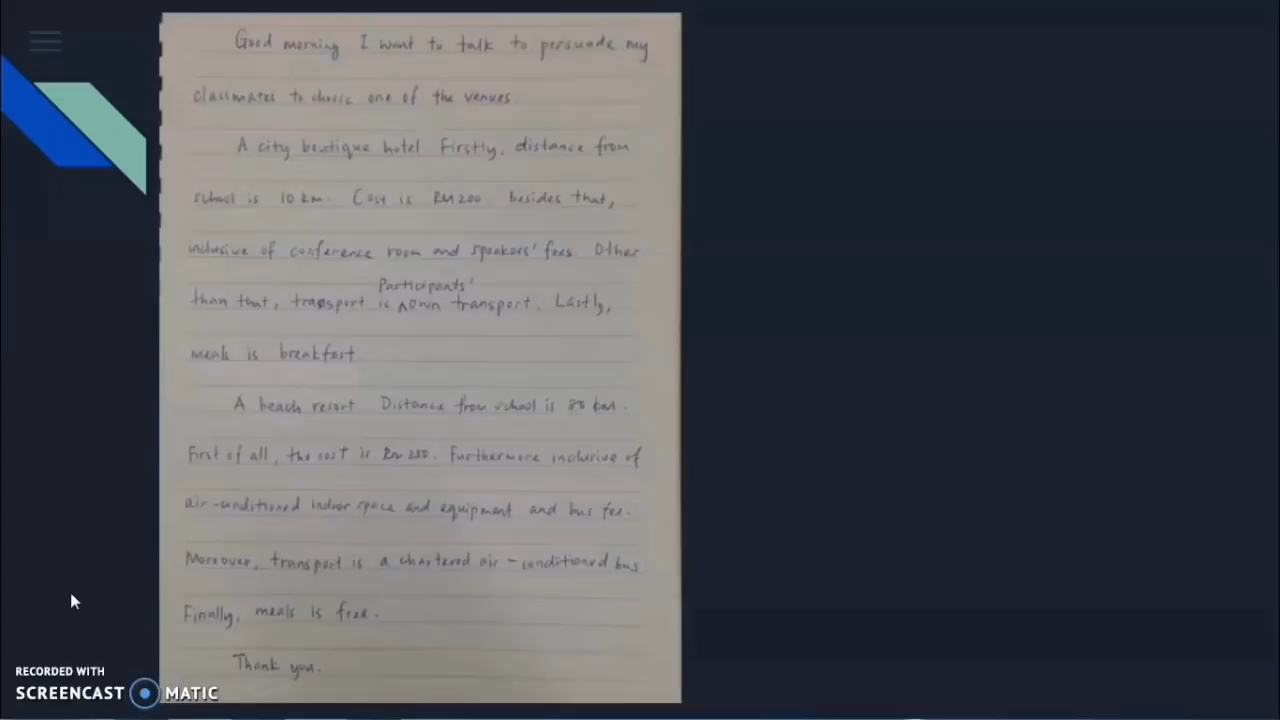 Good morning I want to talk to persuade my
classmates to choose one of the venues
A city boutique hotel Firstly, distance from
school is 10 km. Cost is RM 200 besides that,
inclusive of conference room and speakers' fees. Other
Participants'
than that, transport is ^own transport. Lastly,
meals is breakfast
A beach resort Distance from school is 80 km.
First of all, the cost is RM 250. Furthermore inclusive of
air-conditioned indoor space and equipment and bus fee.
Moreover, transport is a chartered air-conditioned bus
Finally, meals is free.
Thank you.
RECORDED WITH
SCREENCAST MATIC